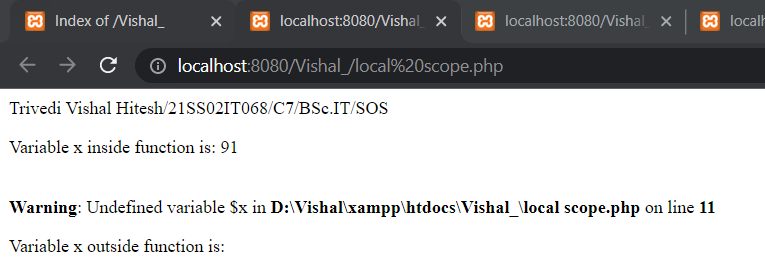 Index of /Vishal_
localhost:8080/Vishal_
localhost:8080/Vishal_
localh
localhost:8080/Vishal_/local%20scope.php
Trivedi Vishal Hitesh/21SS02IT068/C7/BSc.IT/SOS
Variable x inside function is: 91
Warning: Undefined variable $x in D:\Vishal\xampp\htdocs\Vishal_\local scope.php on line 11
Variable x outside function is: